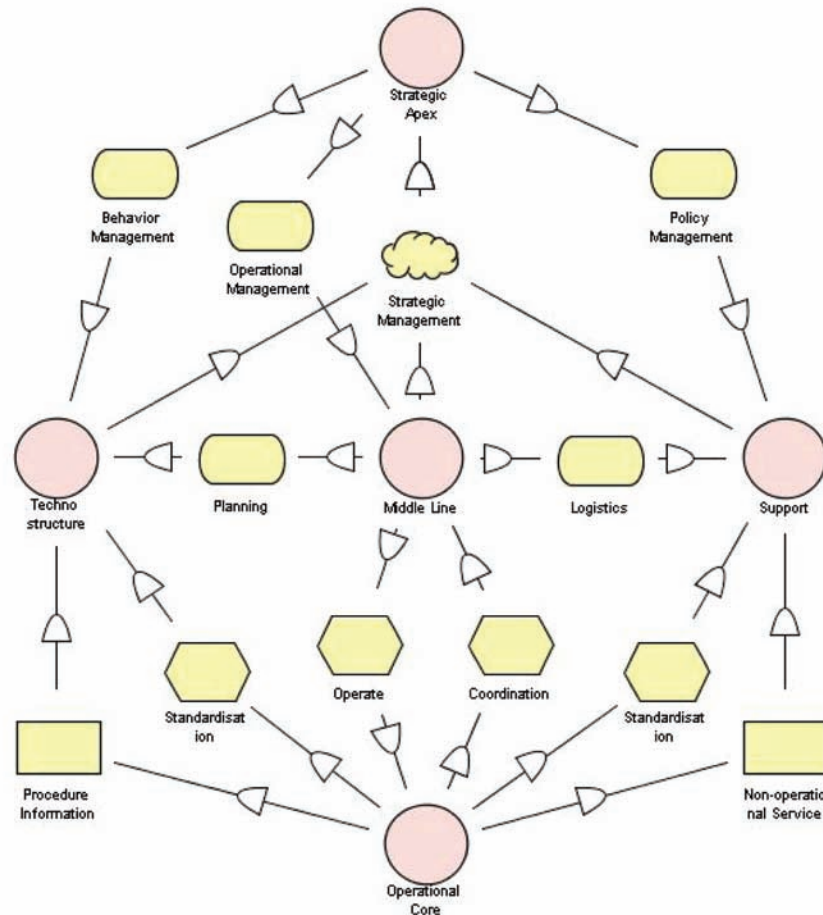 Strategic
Apex
Behavior
Management
Policy
Management
Operational
Management
Strategic
Management
Techno
structure
Planning
Middle Line
Logistics
Support
Standardisat
ion
Operate
Coordination
Standardisat
ion
Procedure
Information
Non-operatio
nal Service
Operational
Core